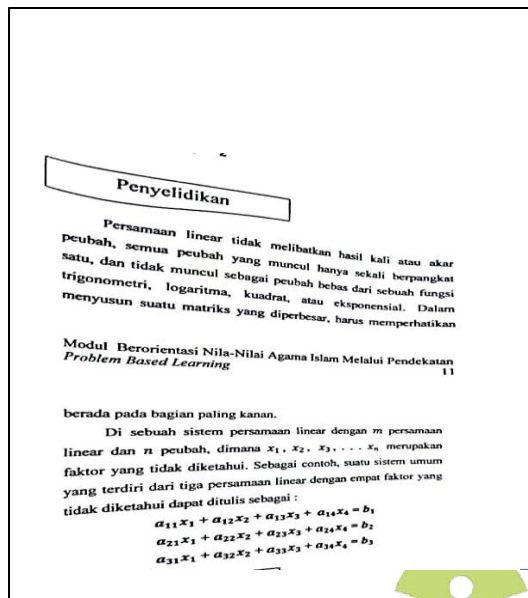 Penyelidikan
Persamaan linear tidak melibatkan hasil kali atau akar
peubah, semua peubah yang muncul hanya sekali berpangkat
satu, dan tidak muncul sebagai peubah bebas dari sebuah fungsi
trigonometri, logaritma, kuadrat, atau eksponensial. Dalam
menyusun suatu matriks yang diperbesar, harus memperhatikan
Modul Berorientasi Nila-Nilai Agama Islam Melalui Pendekatan
Problem Based Learning
11
berada pada bagian paling kanan.
Di sebuah sistem persamaan linear dengan m persamaan
linear dan n peubah, dimana x₁, x₂, x₃, . . . xₙ merupakan
faktor yang tidak diketahui. Sebagai contoh, suatu sistem umum
yang terdiri dari tiga persamaan linear dengan empat faktor yang
tidak diketahui dapat ditulis sebagai :
a₁₁x₁ + a₁₂x₂ + a₁₃x₃ + a₁₄x₄ = b₁
a₂₁x₁ + a₂₂x₂ + a₂₃x₃ + a₂₄x₄ = b₂
a₃₁x₁ + a₃₂x₂ + a₃₃x₃ + a₃₄x₄ = b₃